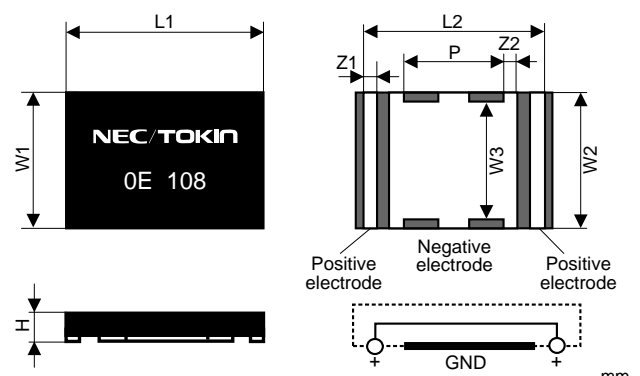 L1
L2
Z1
P
Z2
W1
NEC/TOKIN
0E 108
W3
W2
Positive
electrode
Negative
electrode
Positive
electrode
H
+
GND
+
mm